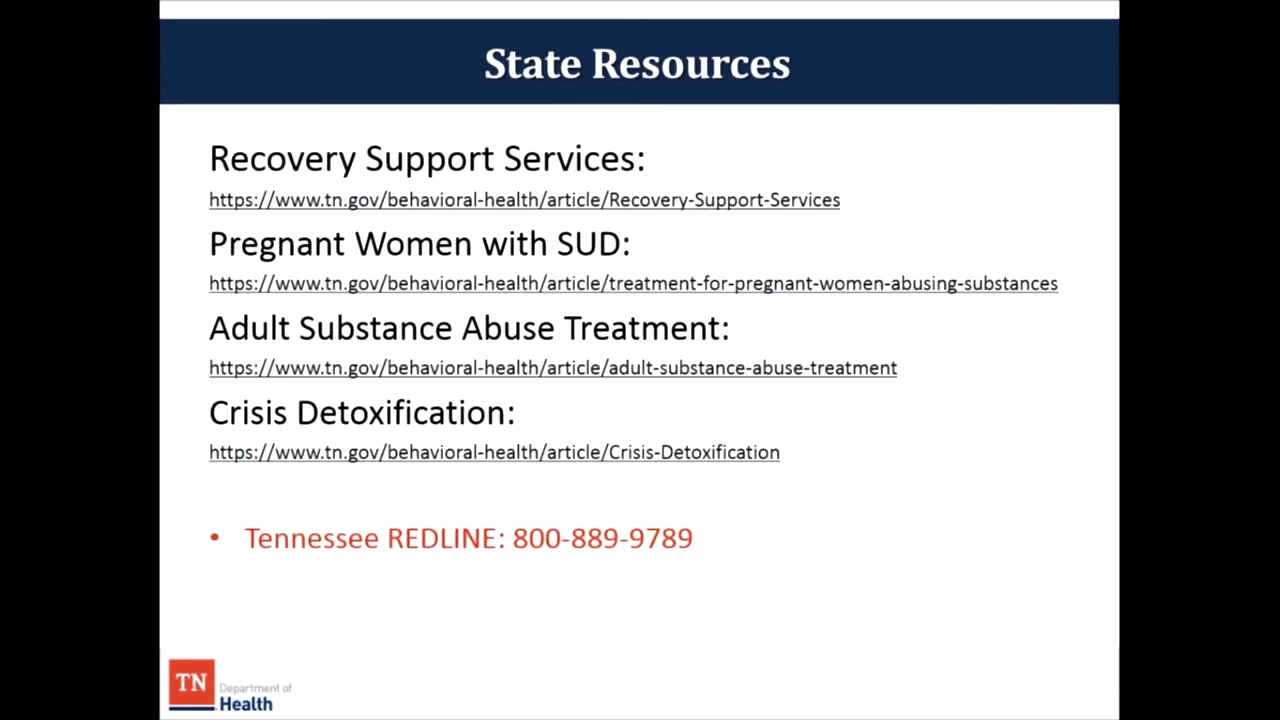 State Resources
Recovery Support Services:
https://www.tn.gov/behavioral-health/article/Recovery-Support-Services
Pregnant Women with SUD:
https://www.tn.gov/behavioral-health/article/treatment-for-pregnant-women-abusing-substances
Adult Substance Abuse Treatment:
https://www.tn.gov/behavioral-health/article/adult-substance-abuse-treatment
Crisis Detoxification:
https://www.tn.gov/behavioral-health/article/Crisis-Detoxification
• Tennessee REDLINE: 800-889-9789
TN
Department of
Health